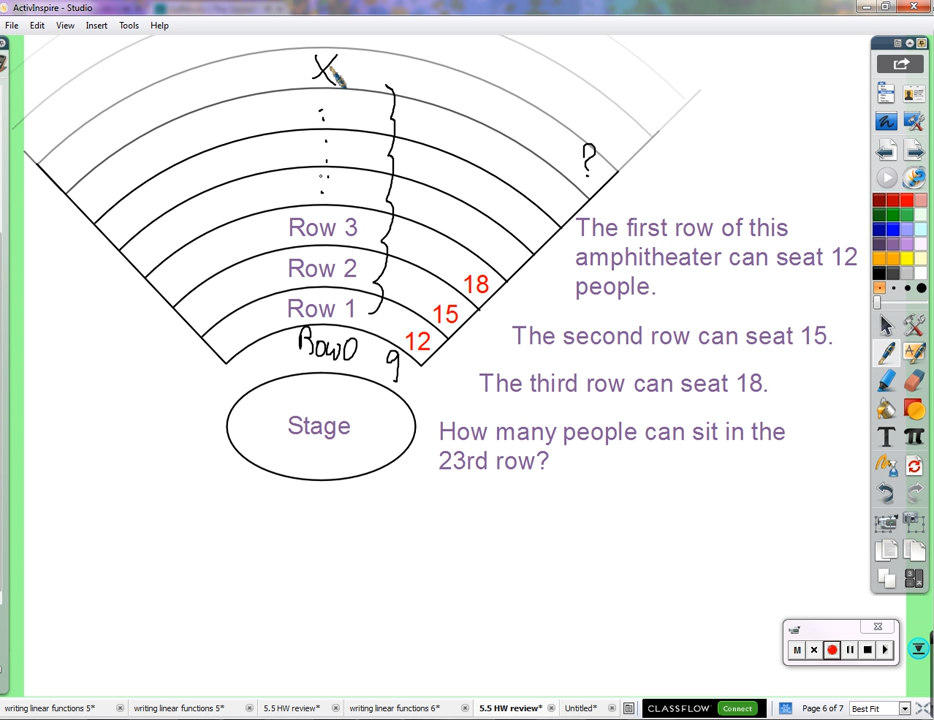 ActivInspire - Studio
File Edit View Insert Tools Help
X
?
Row 3
Row 2
Row 1
18
15
12
Row 0
9
Stage
The first row of this
amphitheater can seat 12
people.
The second row can seat 15.
The third row can seat 18.
How many people can sit in the
23rd row?
M
writing linear functions 5* writing linear functions 5* 5.5 HW review* writing linear functions 6* 5.5 HW review* Untitled* CLASSFLOW Connect Page 6 of 7 Best Fit